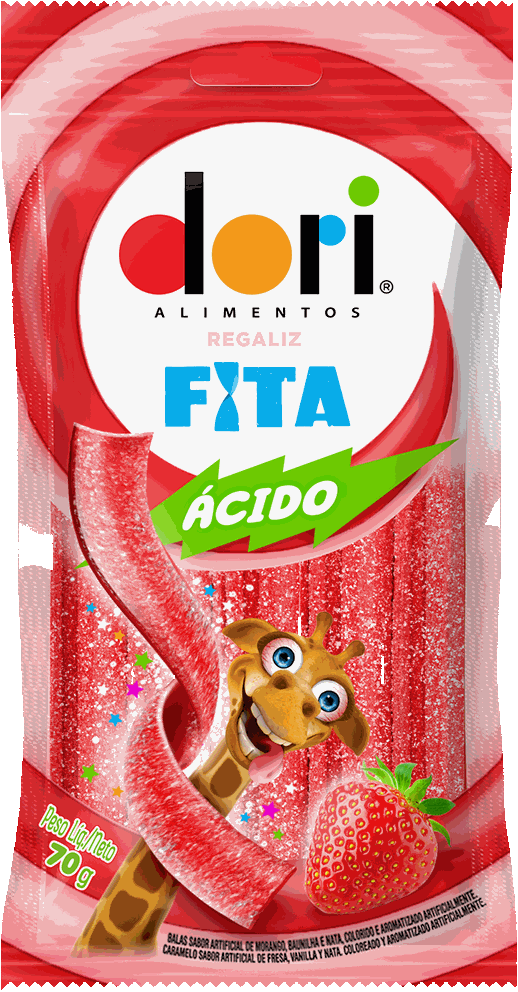 dori®
ALIMENTOS
REGALIZ
FITA
ÁCIDO
Peso Líq/Neto
70 g
BALAS SABOR ARTIFICIAL DE MORANGO, BAUNILHA E NATA, COLORIDO E AROMATIZADO ARTIFICIALMENTE.
CARAMELO SABOR ARTIFICIAL DE FRESA, VANILLA Y NATA. COLOREADO Y AROMATIZADO ARTIFICIALMENTE.